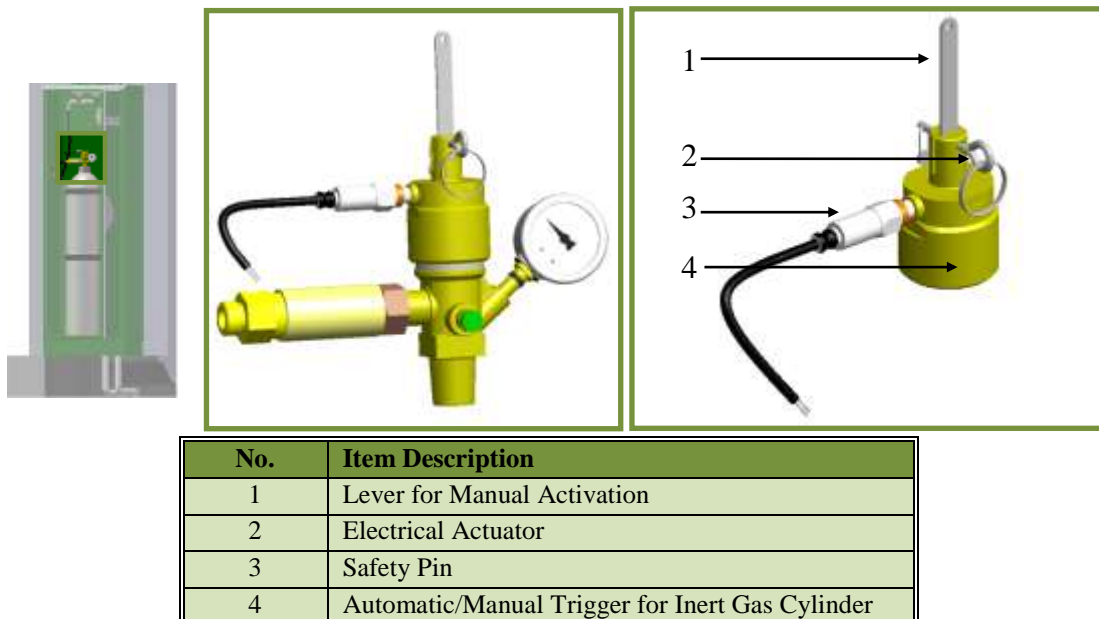 1
2
3
4
No. Item Description
1 Lever for Manual Activation
2 Electrical Actuator
3 Safety Pin
4 Automatic/Manual Trigger for Inert Gas Cylinder